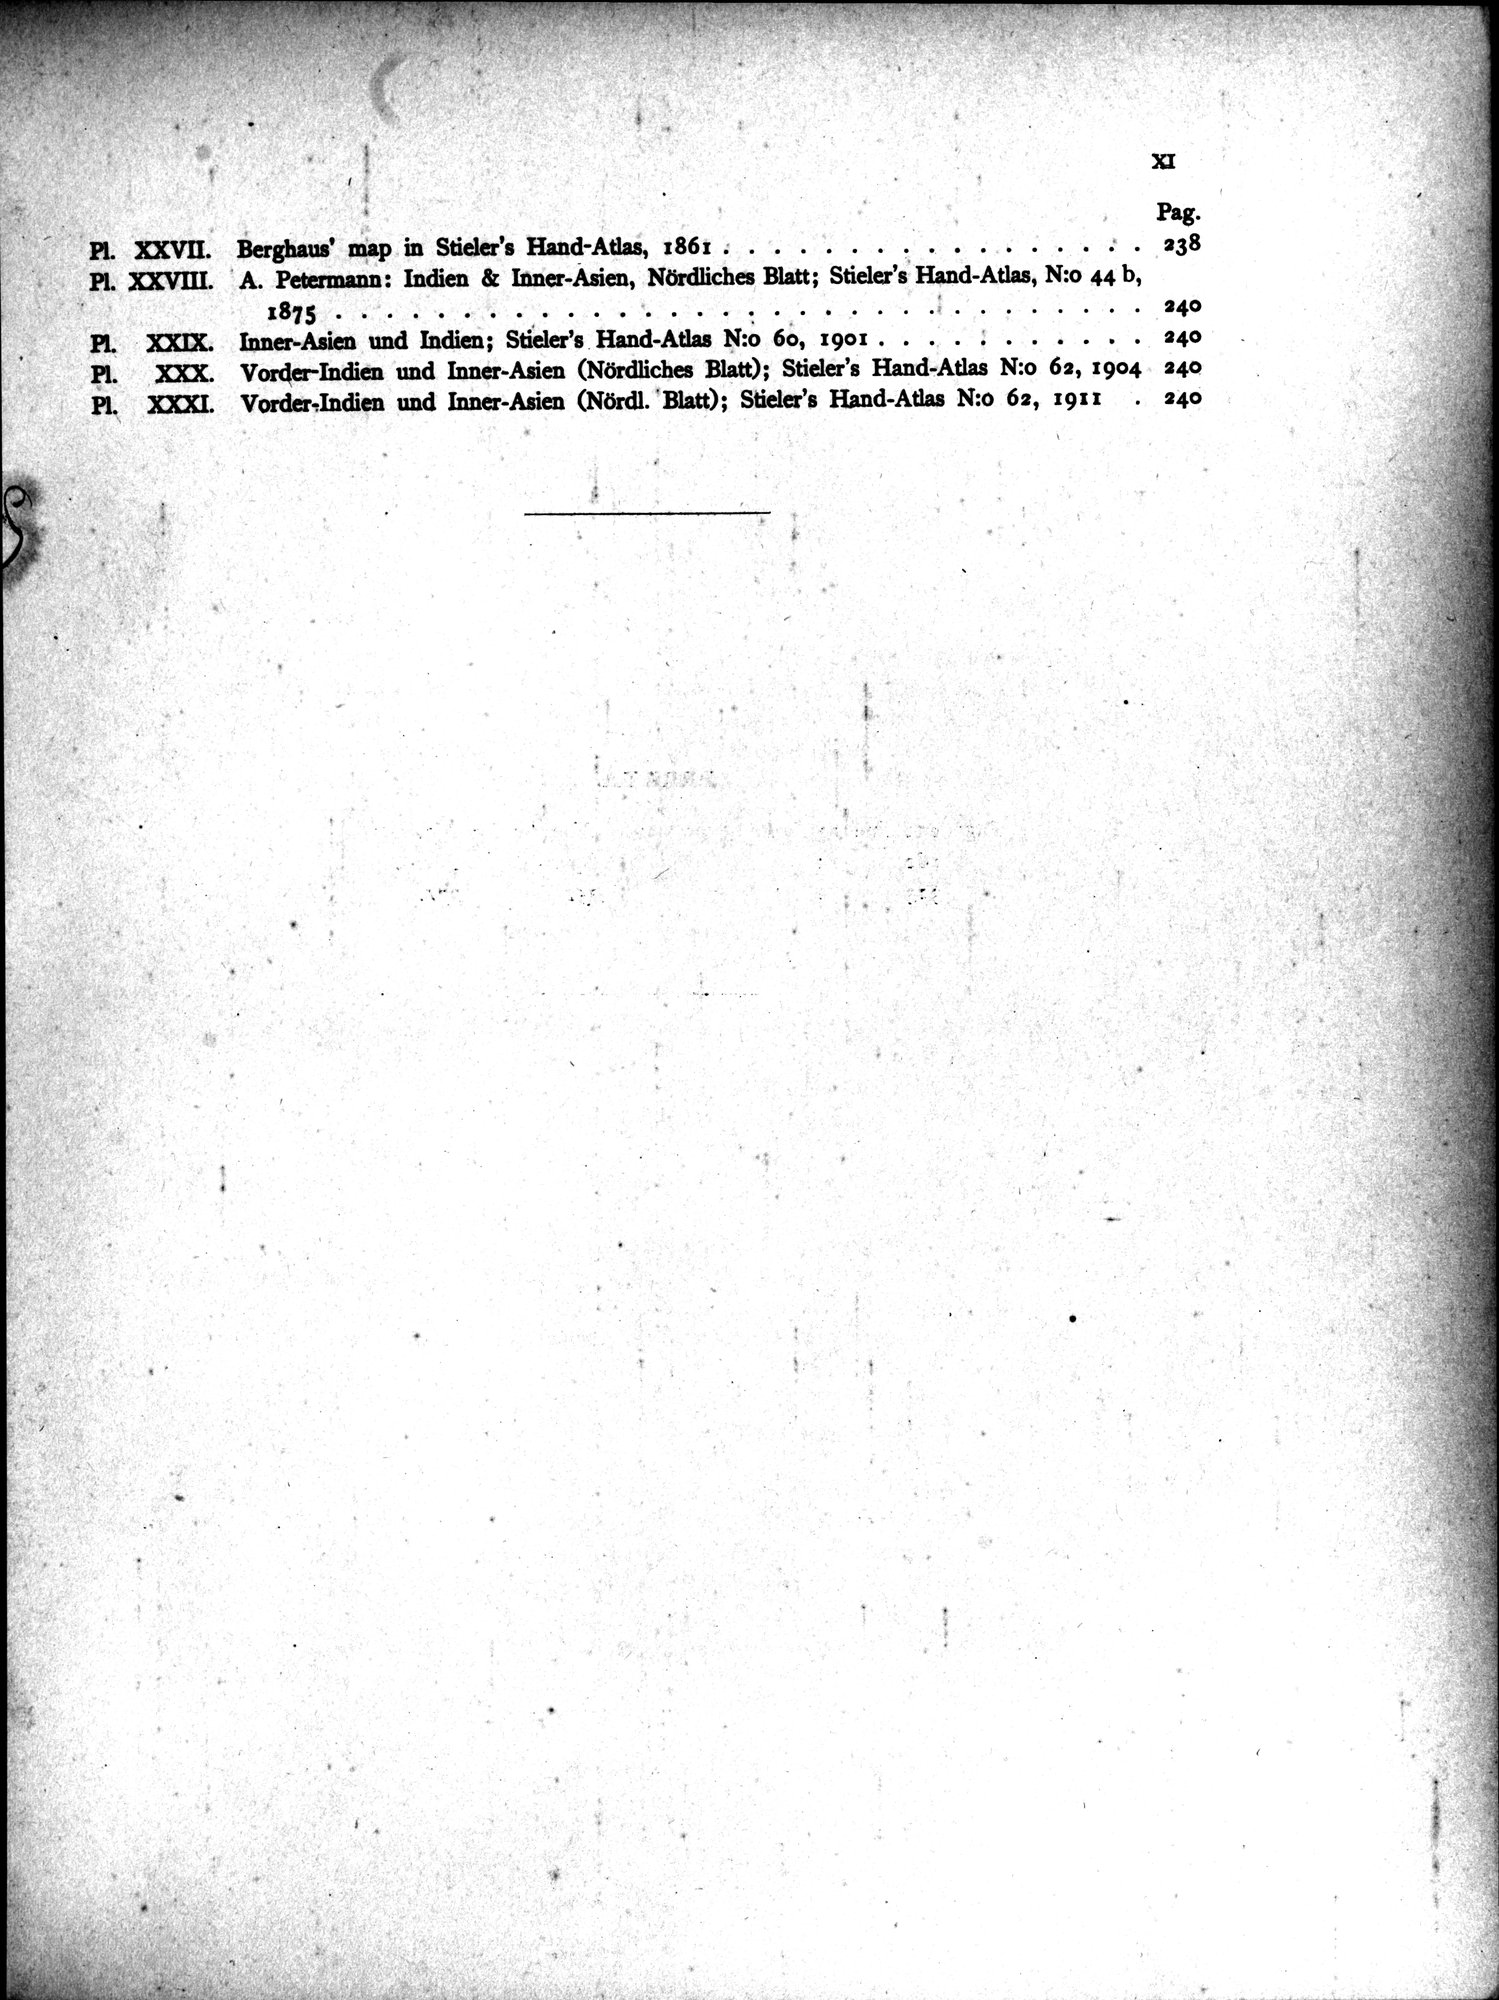 XI
Pag.
Pl. XXVII. Berghaus' map in Stieler's Hand-Atlas, 1861 . . . . . . . . . . . . . . . . . 238
Pl. XXVIII. A. Petermann: Indien & Inner-Asien, Nördliches Blatt; Stieler's Hand-Atlas, N:o 44 b,
1875 . . . . . . . . . . . . . . . . . . . . . . . . . . . . . . . . 240
Pl. XXIX. Inner-Asien und Indien; Stieler's Hand-Atlas N:o 60, 1901 . . . . . . . . . . . 240
Pl. XXX. Vorder-Indien und Inner-Asien (Nördliches Blatt); Stieler's Hand-Atlas N:o 62, 1904 240
Pl. XXXI. Vorder-Indien und Inner-Asien (Nördl. Blatt); Stieler's Hand-Atlas N:o 62, 1911 . 240